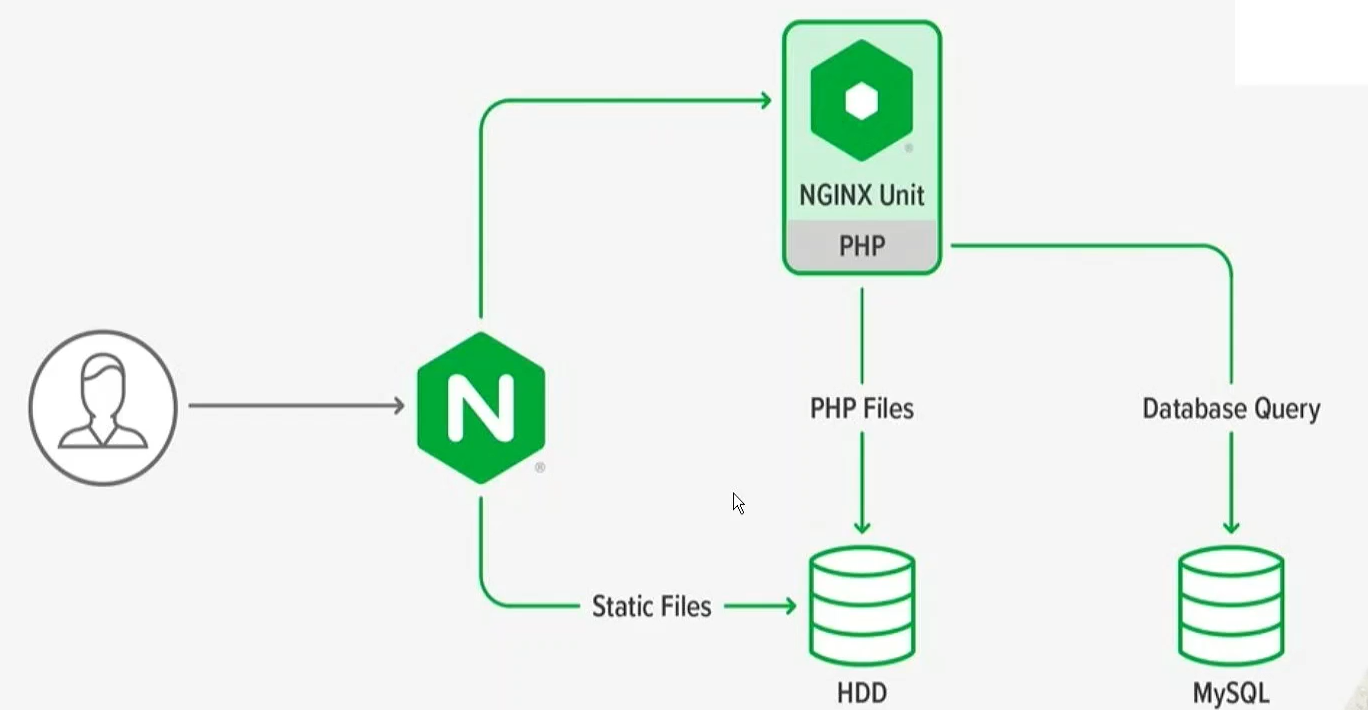 NGINX Unit
PHP
N
®
®
PHP Files
Database Query
Static Files
HDD
MySQL